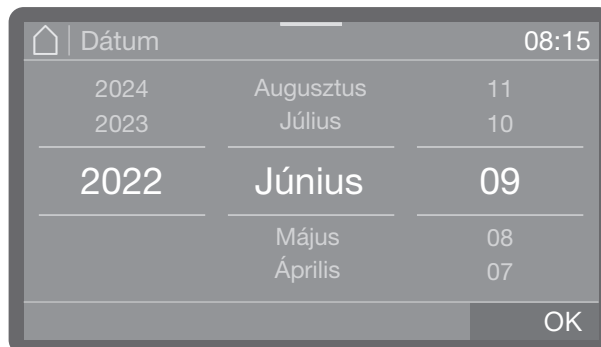 Dátum 08:15
2024 Augusztus 11
2023 Július 10
2022 Június 09
Május 08
Április 07
OK